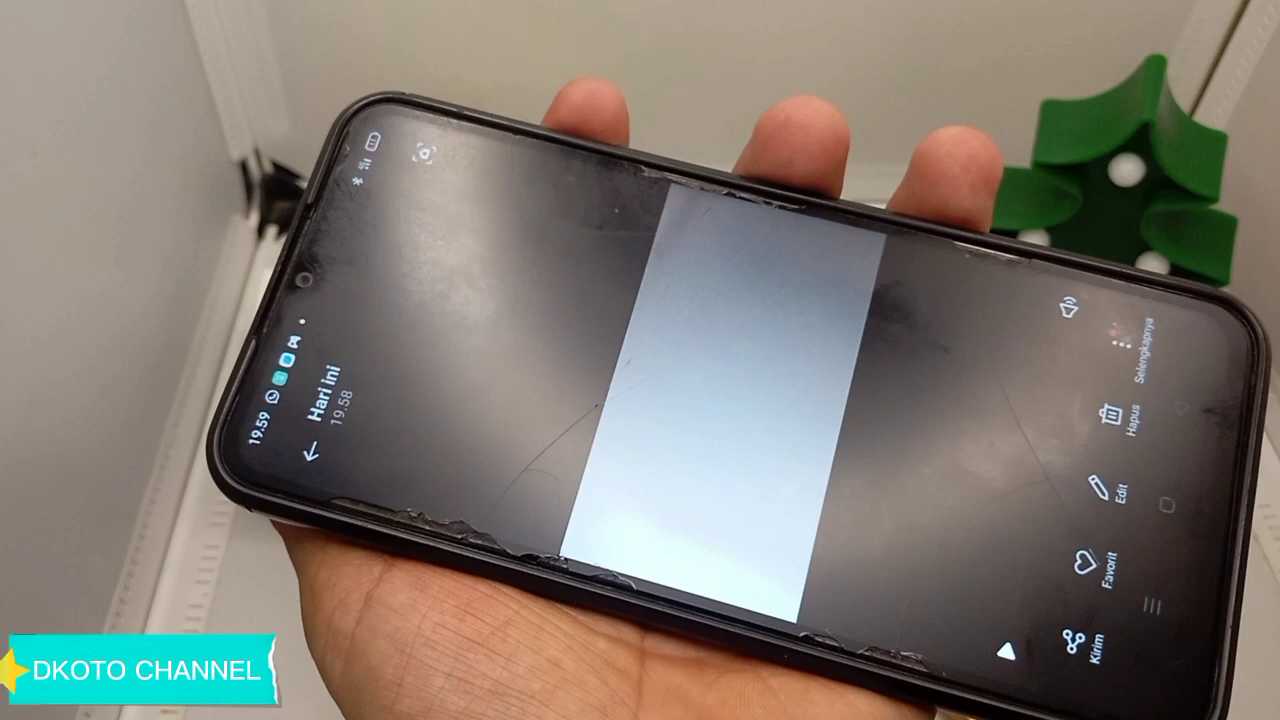 19.59
Hari ini
19.58
Selengkapnya
Hapus
Edit
Favorit
Kirim
DKOTO CHANNEL